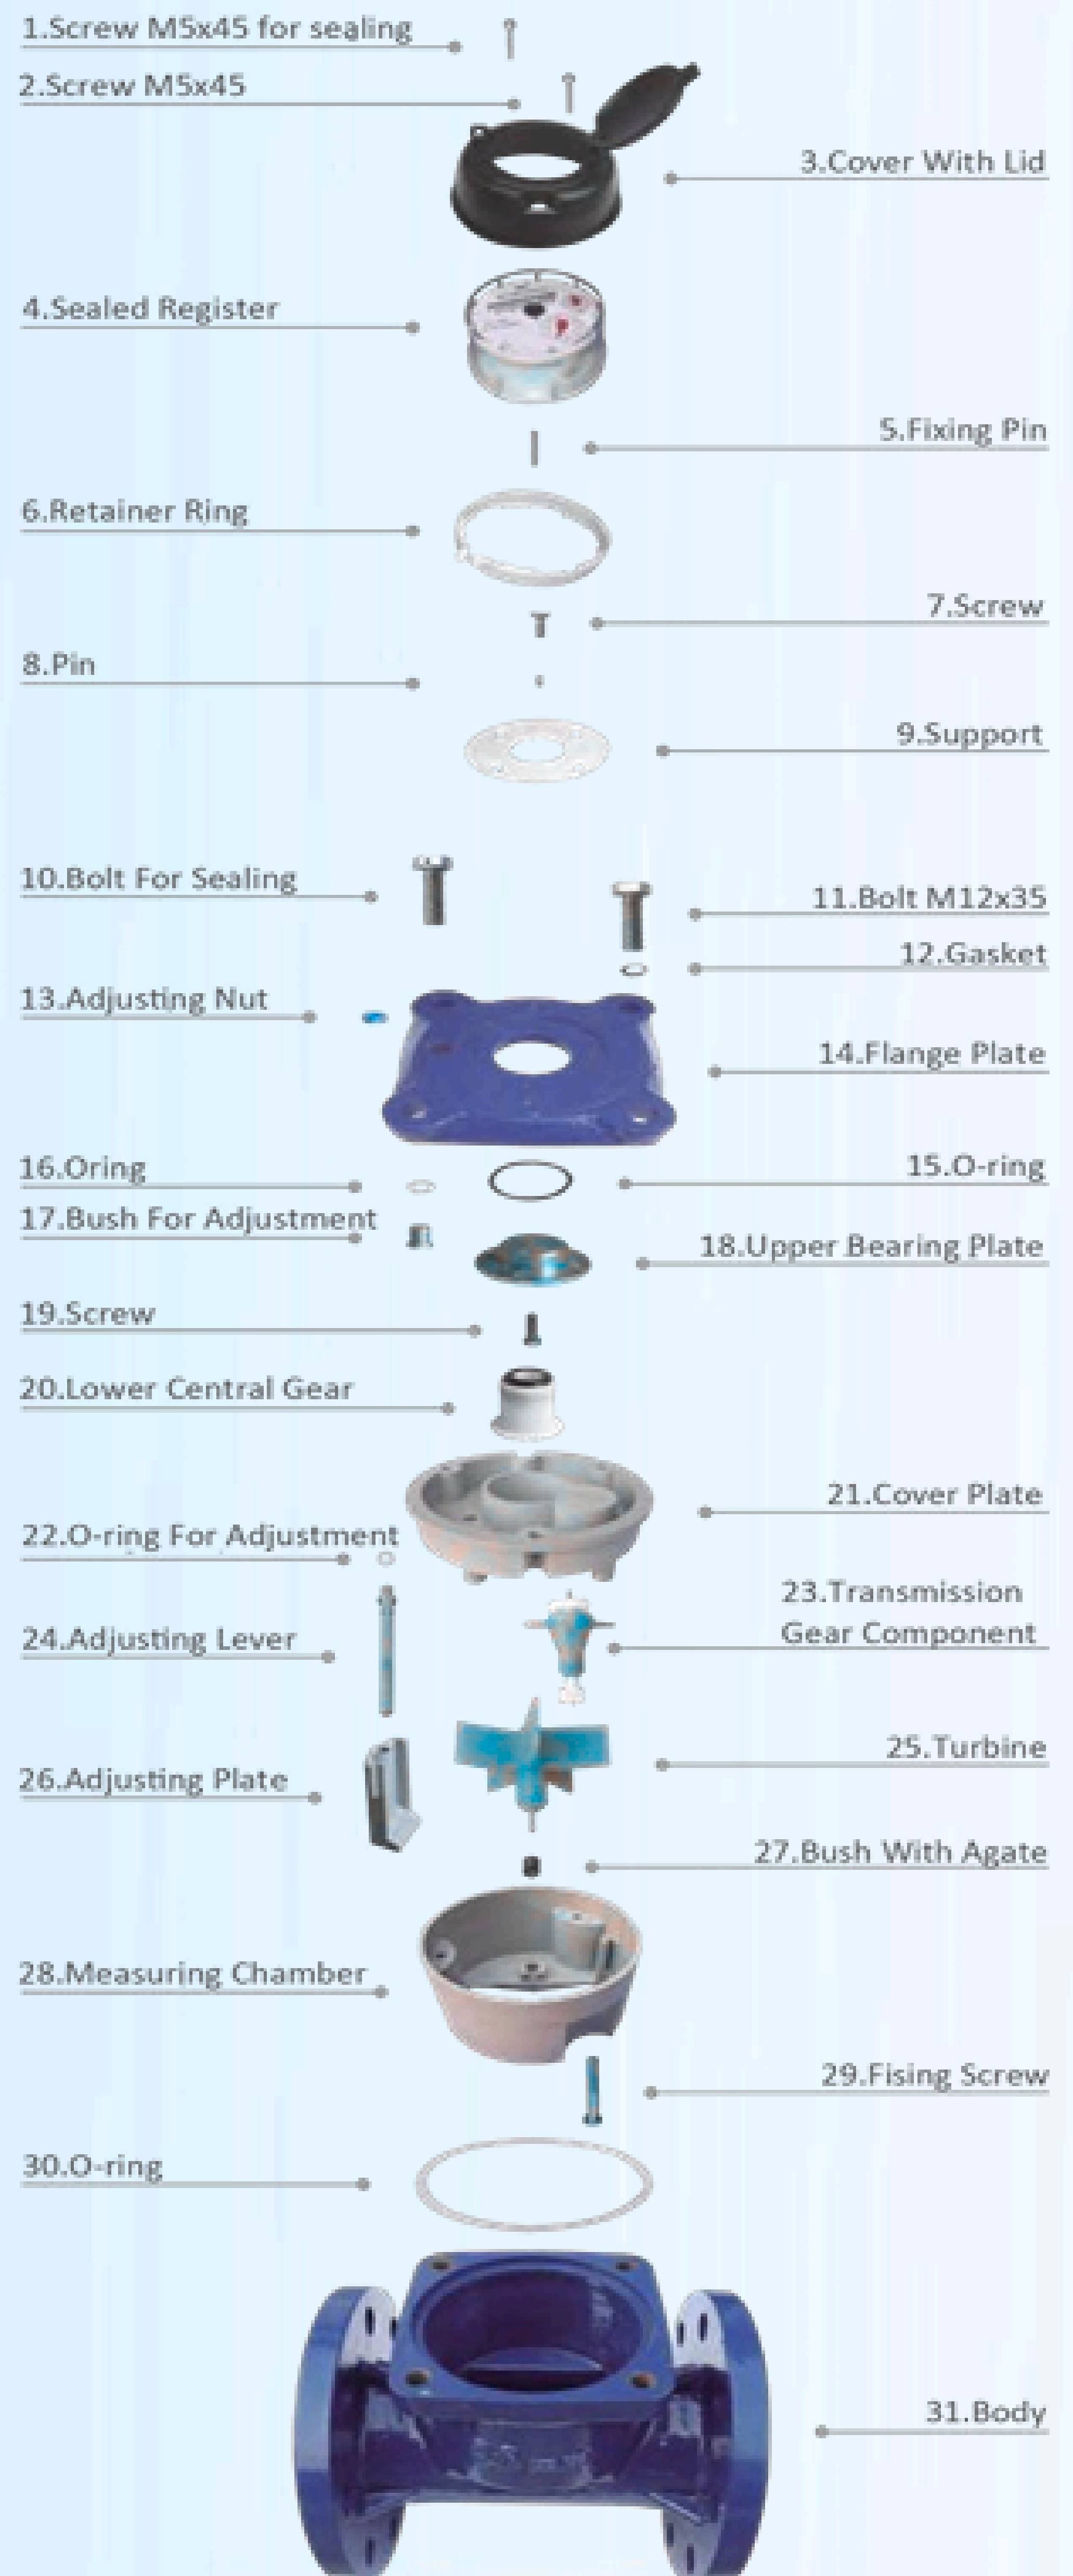 1.Screw M5x45 for sealing
2.Screw M5x45
3.Cover With Lid
4.Sealed Register
5.Fixing Pin
6.Retainer Ring
7.Screw
8.Pin
9.Support
10.Bolt For Sealing
11.Bolt M12x35
12.Gasket
13.Adjusting Nut
14.Flange Plate
16.Oring
15.O-ring
17.Bush For Adjustment
18.Upper Bearing Plate
19.Screw
20.Lower Central Gear
21.Cover Plate
22.O-ring For Adjustment
23.Transmission
Gear Component
24.Adjusting Lever
25.Turbine
26.Adjusting Plate
27.Bush With Agate
28.Measuring Chamber
29.Fising Screw
30.O-ring
31.Body